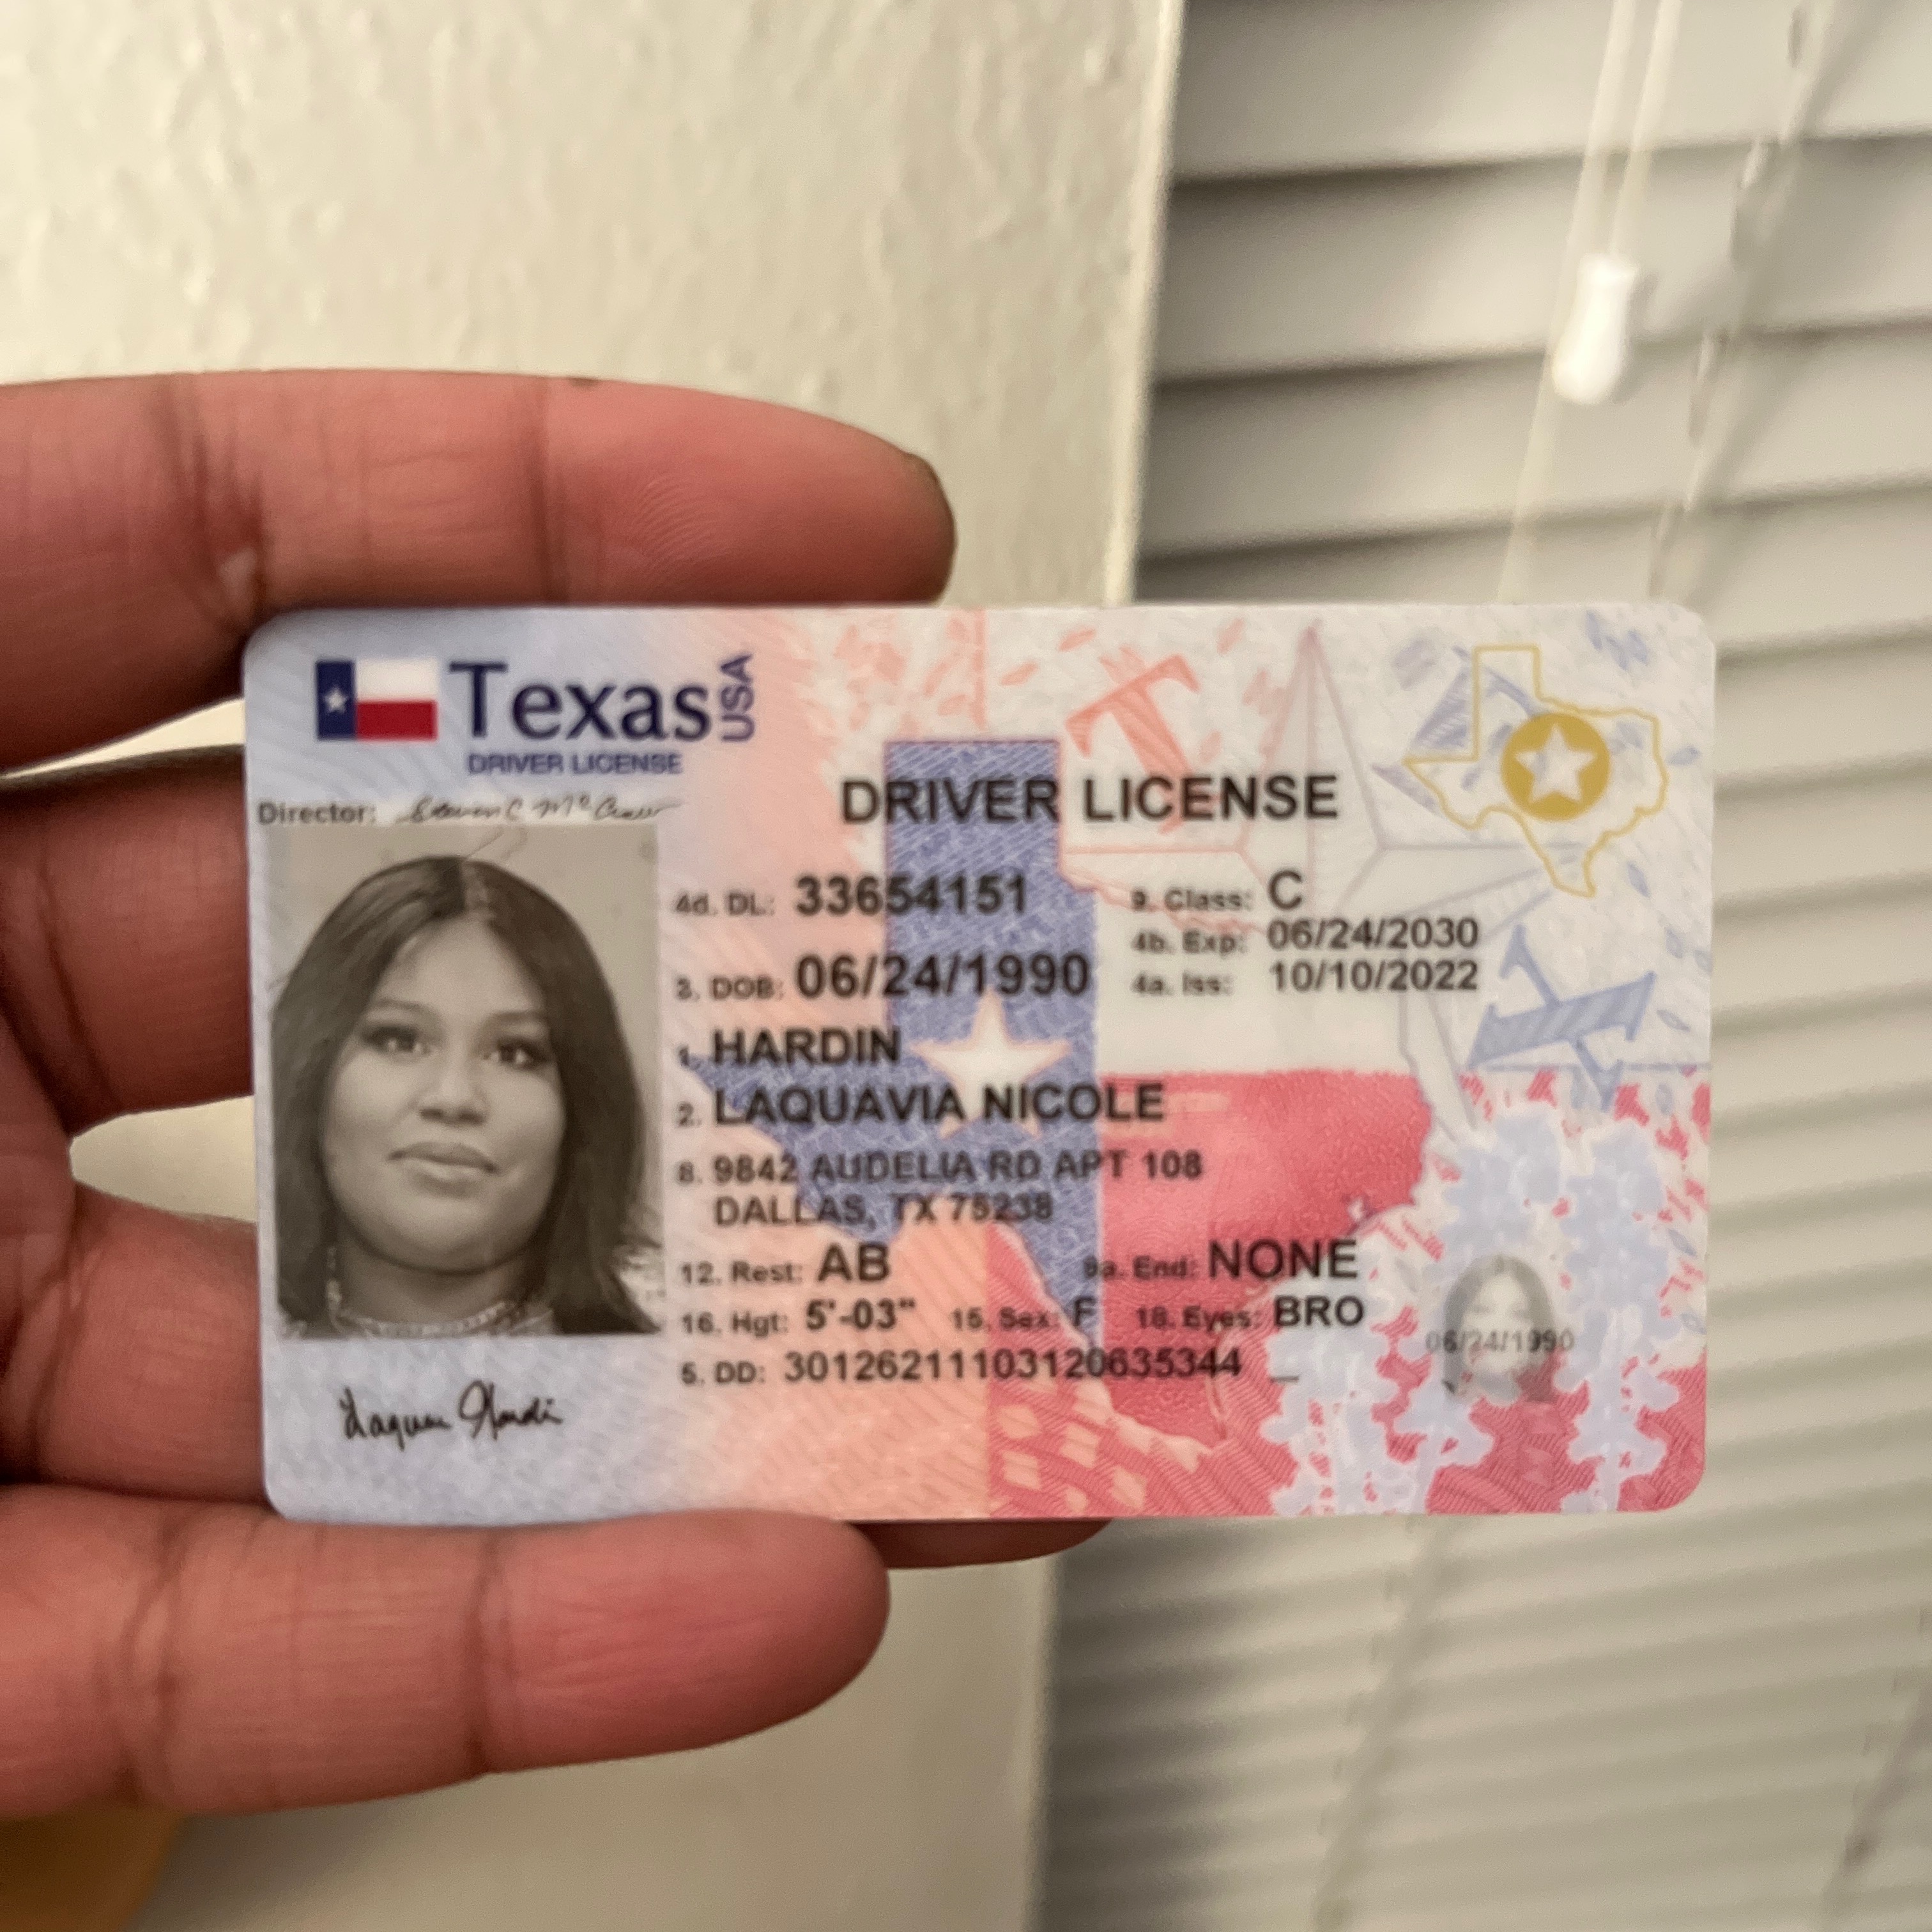 Texas USA
DRIVER LICENSE
Director: Steven C McCraw
DRIVER LICENSE
4d. DL: 33654151 9. Class: C
4b. Exp: 06/24/2030
3. DOB: 06/24/1990 4a. Iss: 10/10/2022
1. HARDIN
2. LAQUAVIA NICOLE
8. 9842 AUDELIA RD APT 108
DALLAS, TX 75238
12. Rest: AB 9a. End: NONE
16. Hgt: 5'-03" 15. Sex: F 18. Eyes: BRO
06/24/1990
5. DD: 30126211103120635344